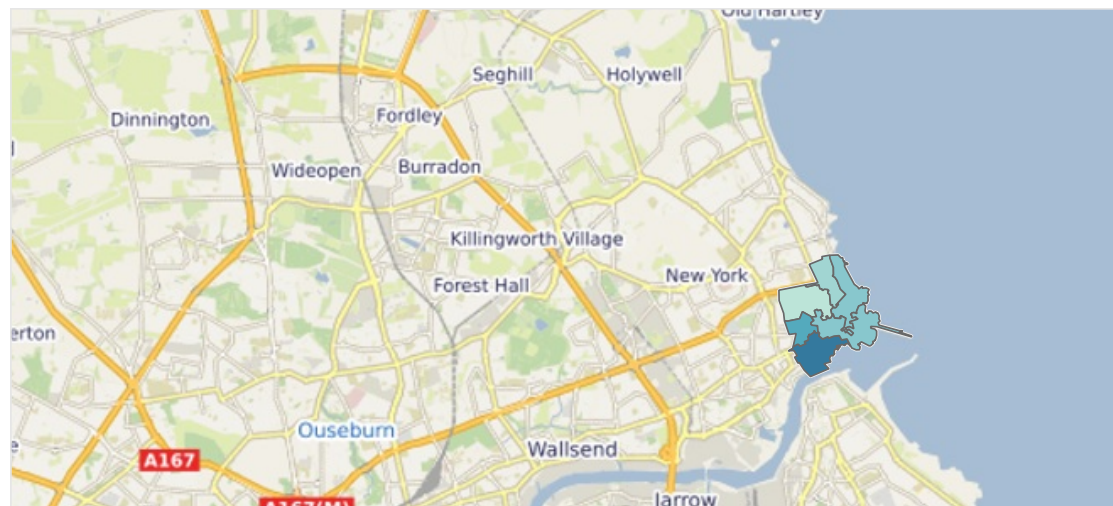 Old Hartley
Seghill
Holywell
Dinnington
Fordley
Wideopen
Burradon
Killingworth Village
New York
Forest Hall
erton
Ouseburn
Wallsend
A167
A167(M)
Jarrow